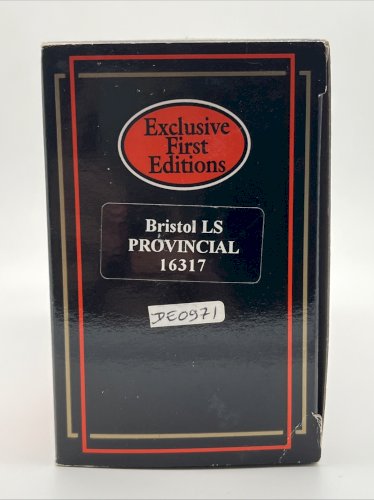 Exclusive
First
Editions
Bristol LS
PROVINCIAL
16317
DE0971